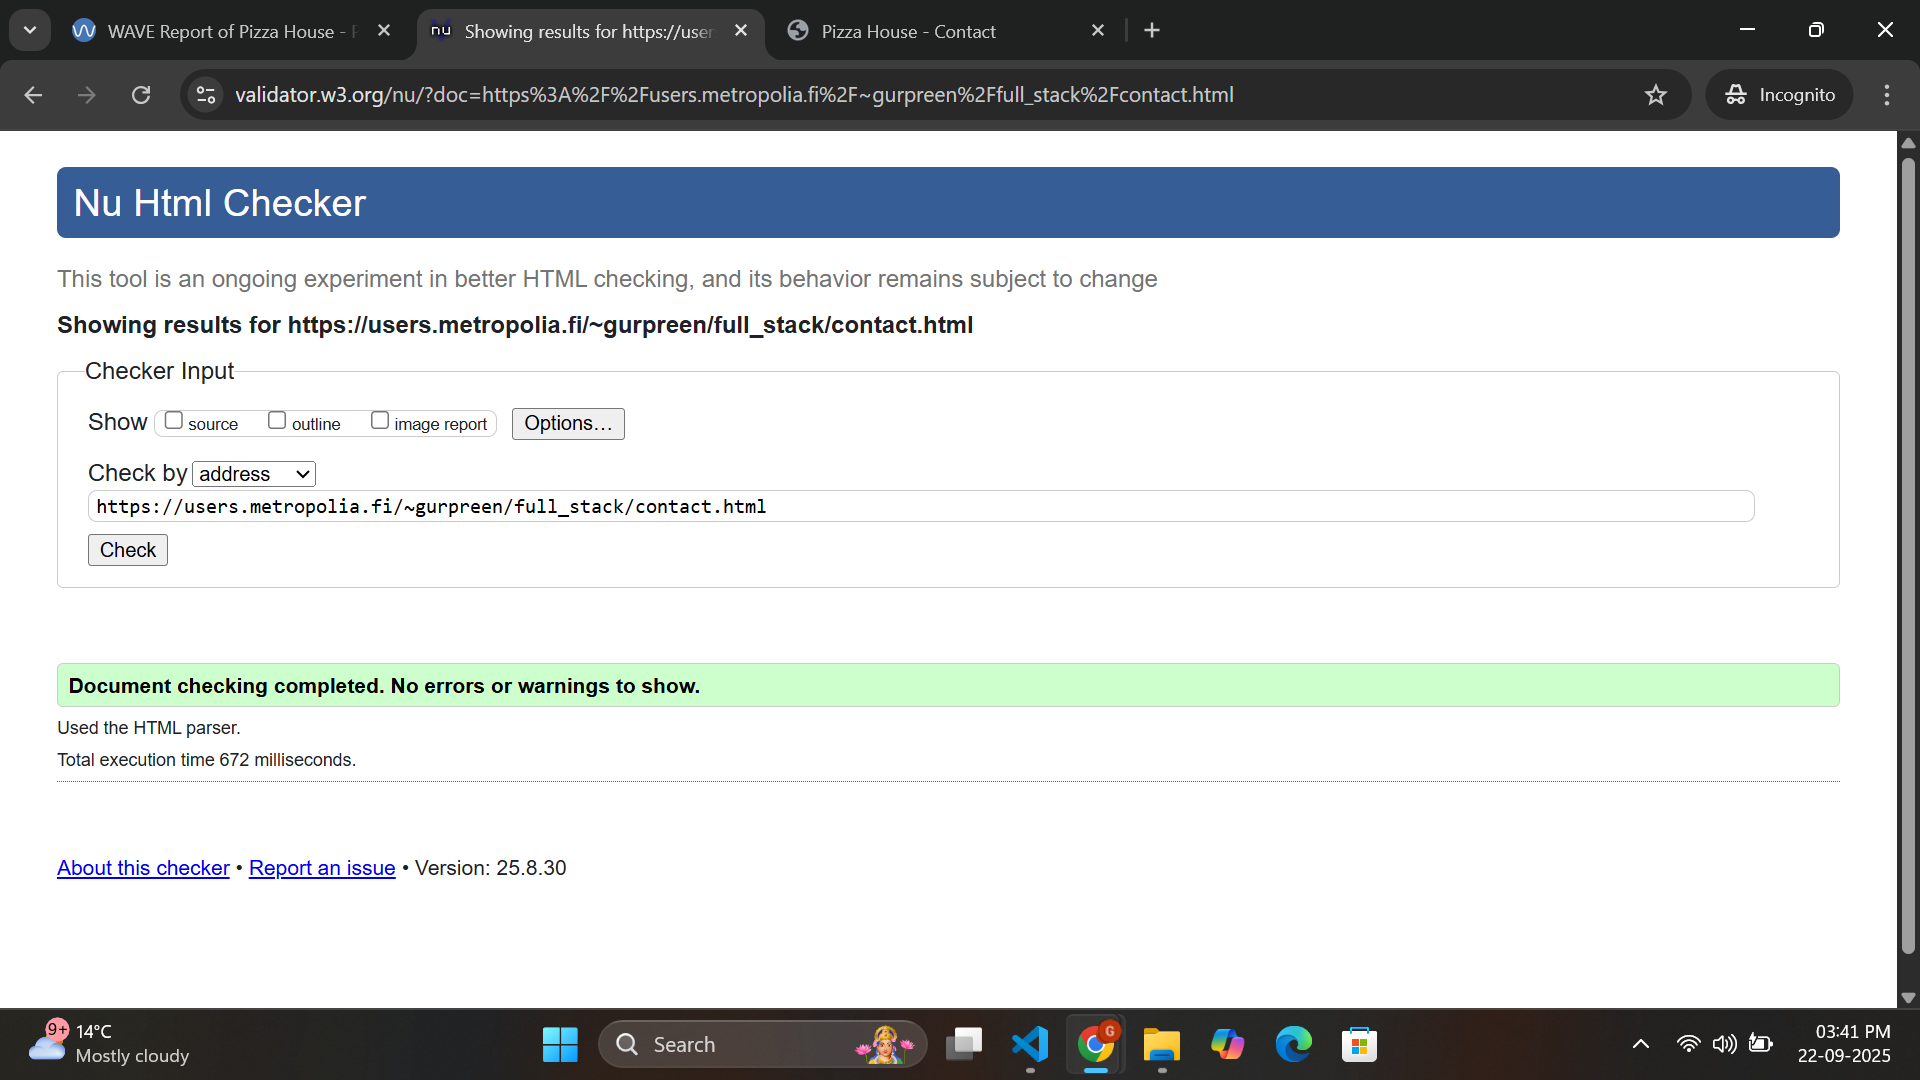 WAVE Report of Pizza House -
nu Showing results for https://user
Pizza House - Contact
validator.w3.org/nu/?doc=https%3A%2F%2Fusers.metropolia.fi%2F~gurpreen%2Ffull_stack%2Fcontact.html
Incognito
Nu Html Checker
This tool is an ongoing experiment in better HTML checking, and its behavior remains subject to change
Showing results for https://users.metropolia.fi/~gurpreen/full_stack/contact.html
Checker Input
Show source outline image report Options...
Check by address
https://users.metropolia.fi/~gurpreen/full_stack/contact.html
Check
Document checking completed. No errors or warnings to show.
Used the HTML parser.
Total execution time 672 milliseconds.
About this checker • Report an issue • Version: 25.8.30
9+
14°C
Mostly cloudy
Search
G
03:41 PM
22-09-2025